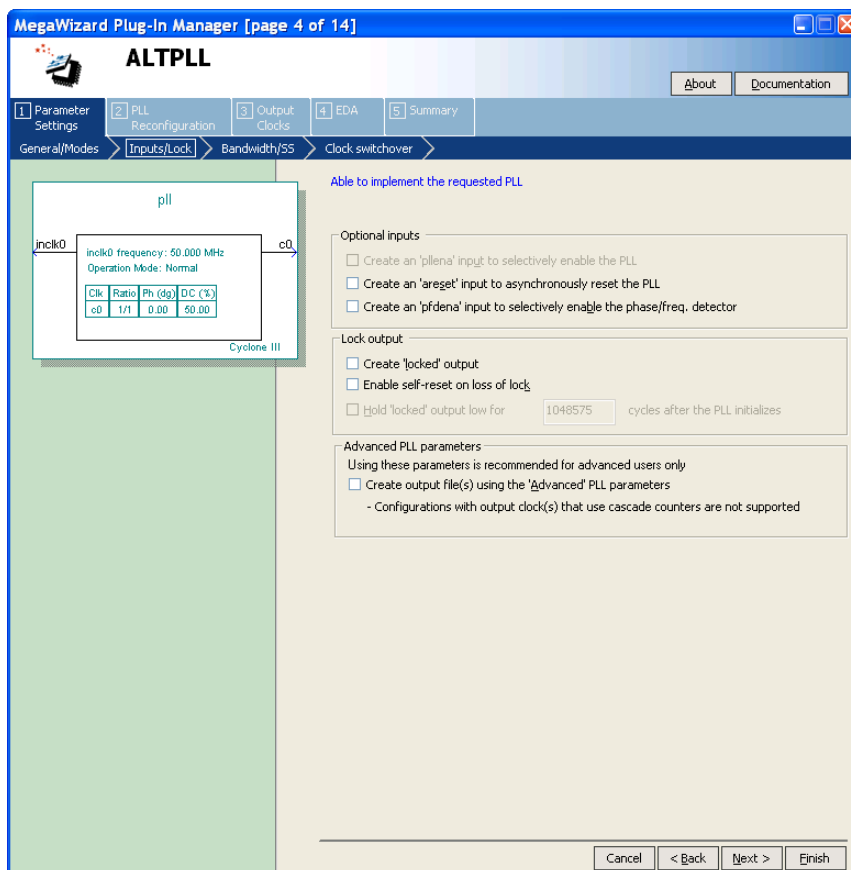 MegaWizard Plug-In Manager [page 4 of 14]
ALTPLL
About
Documentation
1 Parameter Settings
2 PLL Reconfiguration
3 Output Clocks
4 EDA
5 Summary
General/Modes
Inputs/Lock
Bandwidth/SS
Clock switchover
pll
inclk0
c0
inclk0 frequency: 50.000 MHz
Operation Mode: Normal
Clk Ratio Ph (dg) DC (%)
c0 1/1 0.00 50.00
Cyclone III
Able to implement the requested PLL
Optional inputs
Create an 'pllena' input to selectively enable the PLL
Create an 'areset' input to asynchronously reset the PLL
Create an 'pfdena' input to selectively enable the phase/freq. detector
Lock output
Create 'locked' output
Enable self-reset on loss of lock
Hold 'locked' output low for 1048575 cycles after the PLL initializes
Advanced PLL parameters
Using these parameters is recommended for advanced users only
Create output file(s) using the 'Advanced' PLL parameters
- Configurations with output clock(s) that use cascade counters are not supported
Cancel
< Back
Next >
Finish